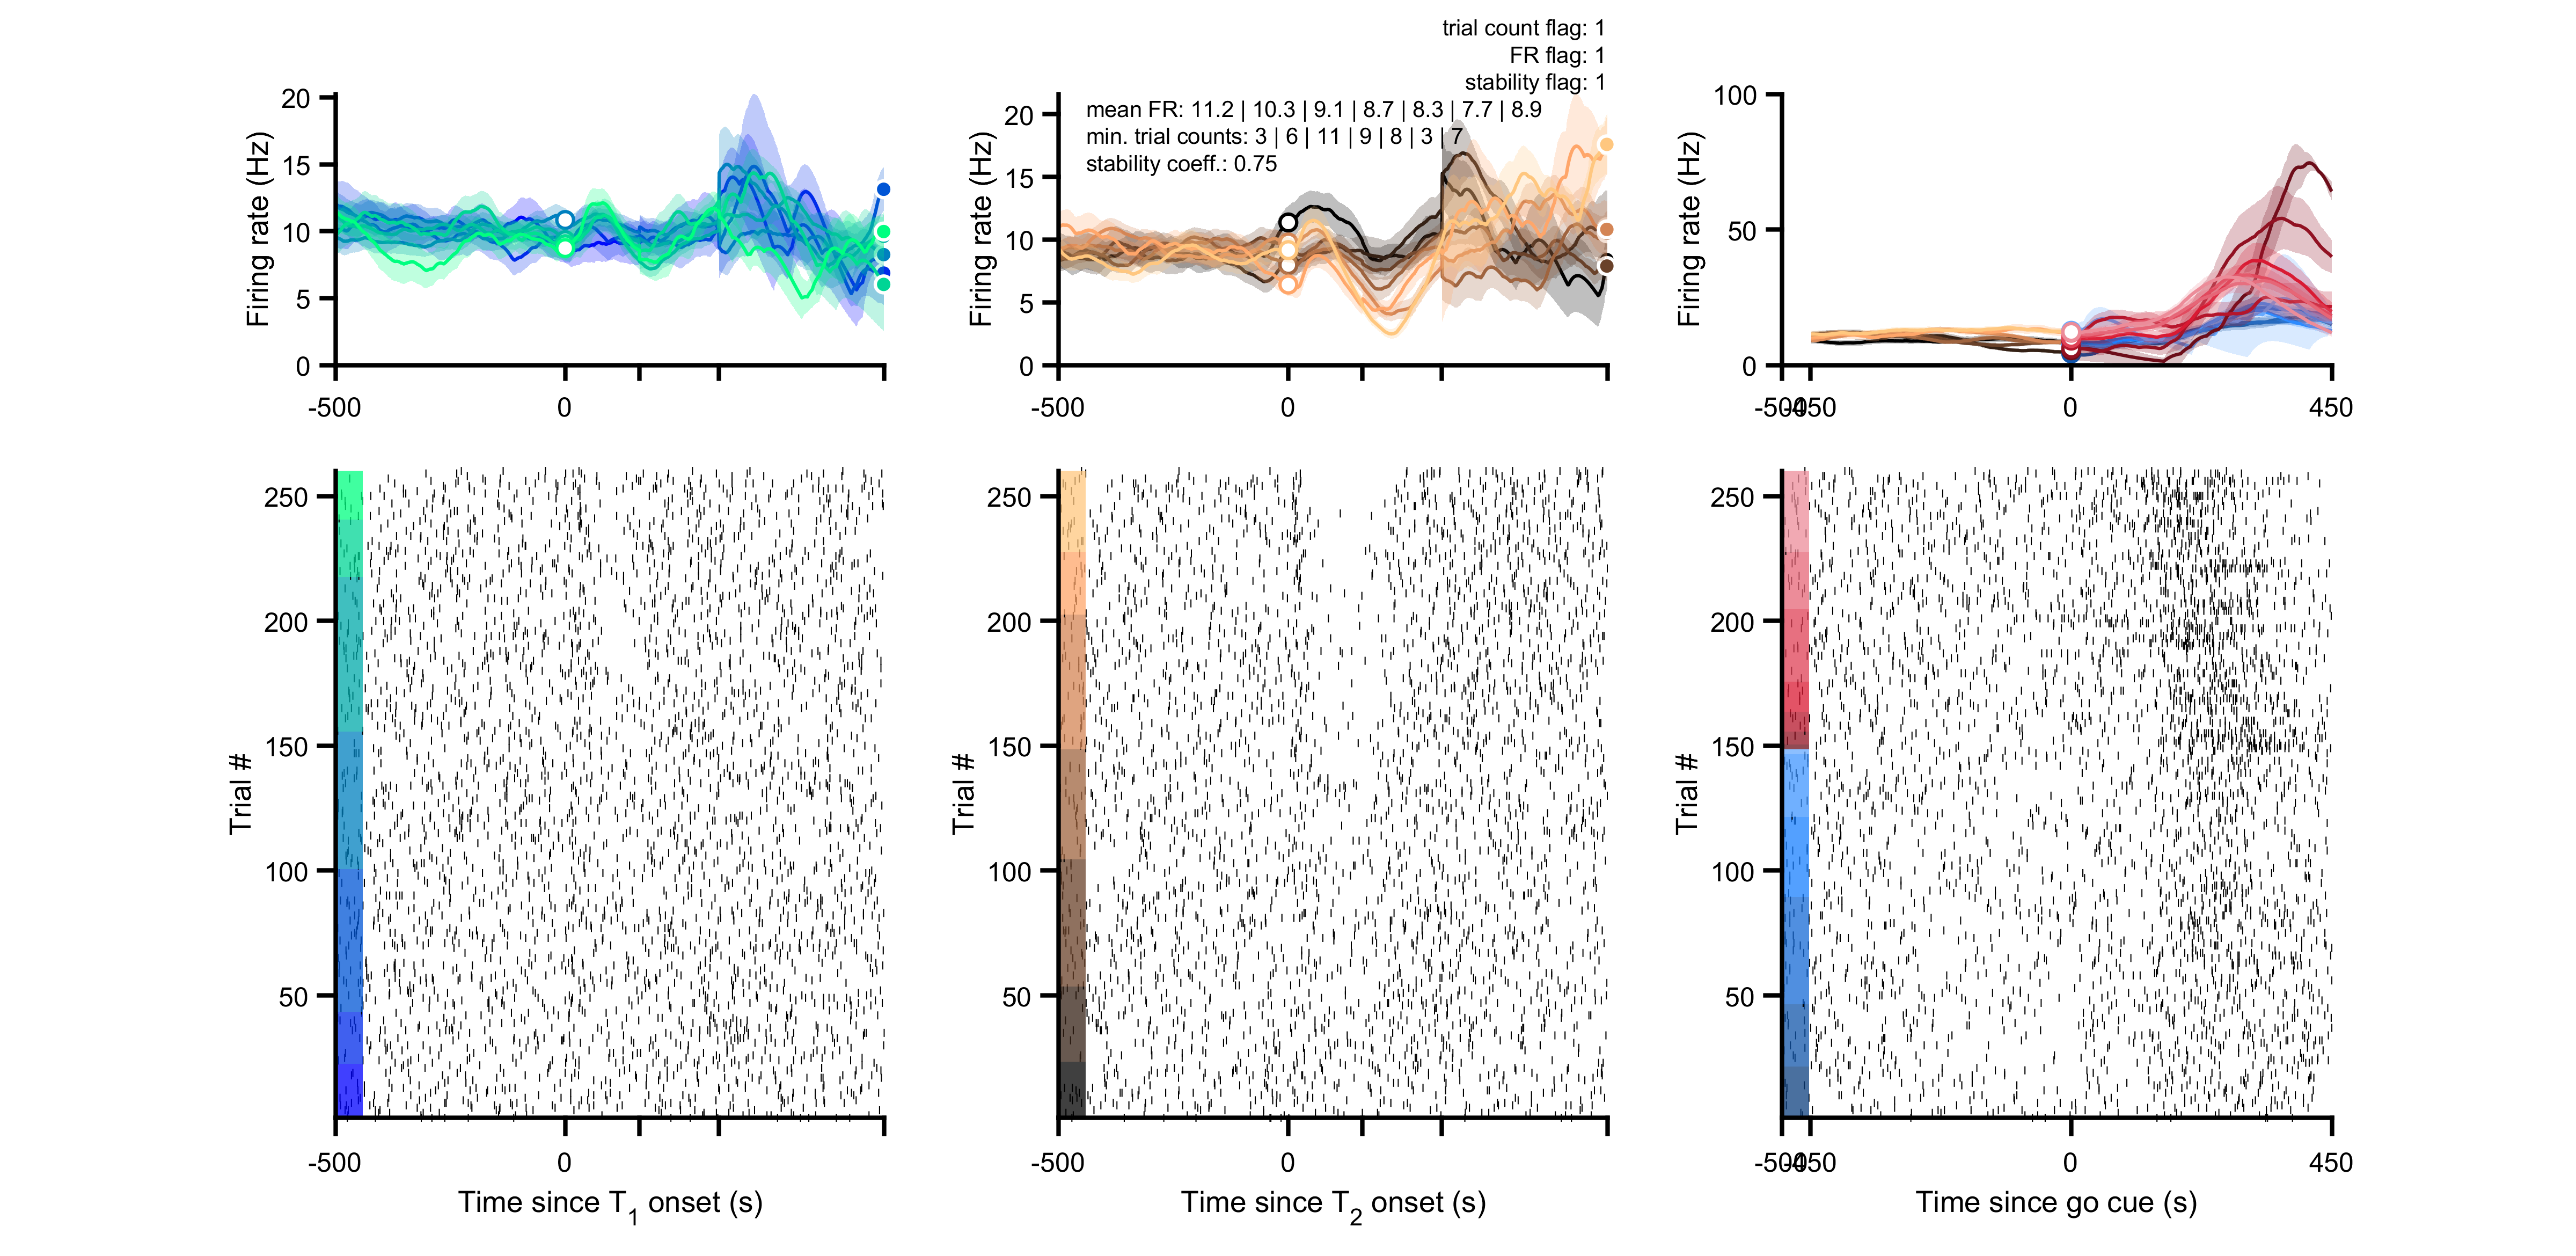 trial count flag: 1
FR flag: 1
stability flag: 1
mean FR: 11.2 | 10.3 | 9.1 | 8.7 | 8.3 | 7.7 | 8.9
min. trial counts: 3 | 6 | 11 | 9 | 8 | 3 | 7
stability coeff.: 0.75
Firing rate (Hz)
20
15
10
5
0
-500
0
Firing rate (Hz)
20
15
10
5
0
-500
0
Firing rate (Hz)
100
50
0
-500
-450
0
450
Trial #
250
200
150
100
50
-500
0
Time since T1 onset (s)
Trial #
250
200
150
100
50
-500
0
Time since T2 onset (s)
Trial #
250
200
150
100
50
-500
-450
0
450
Time since go cue (s)